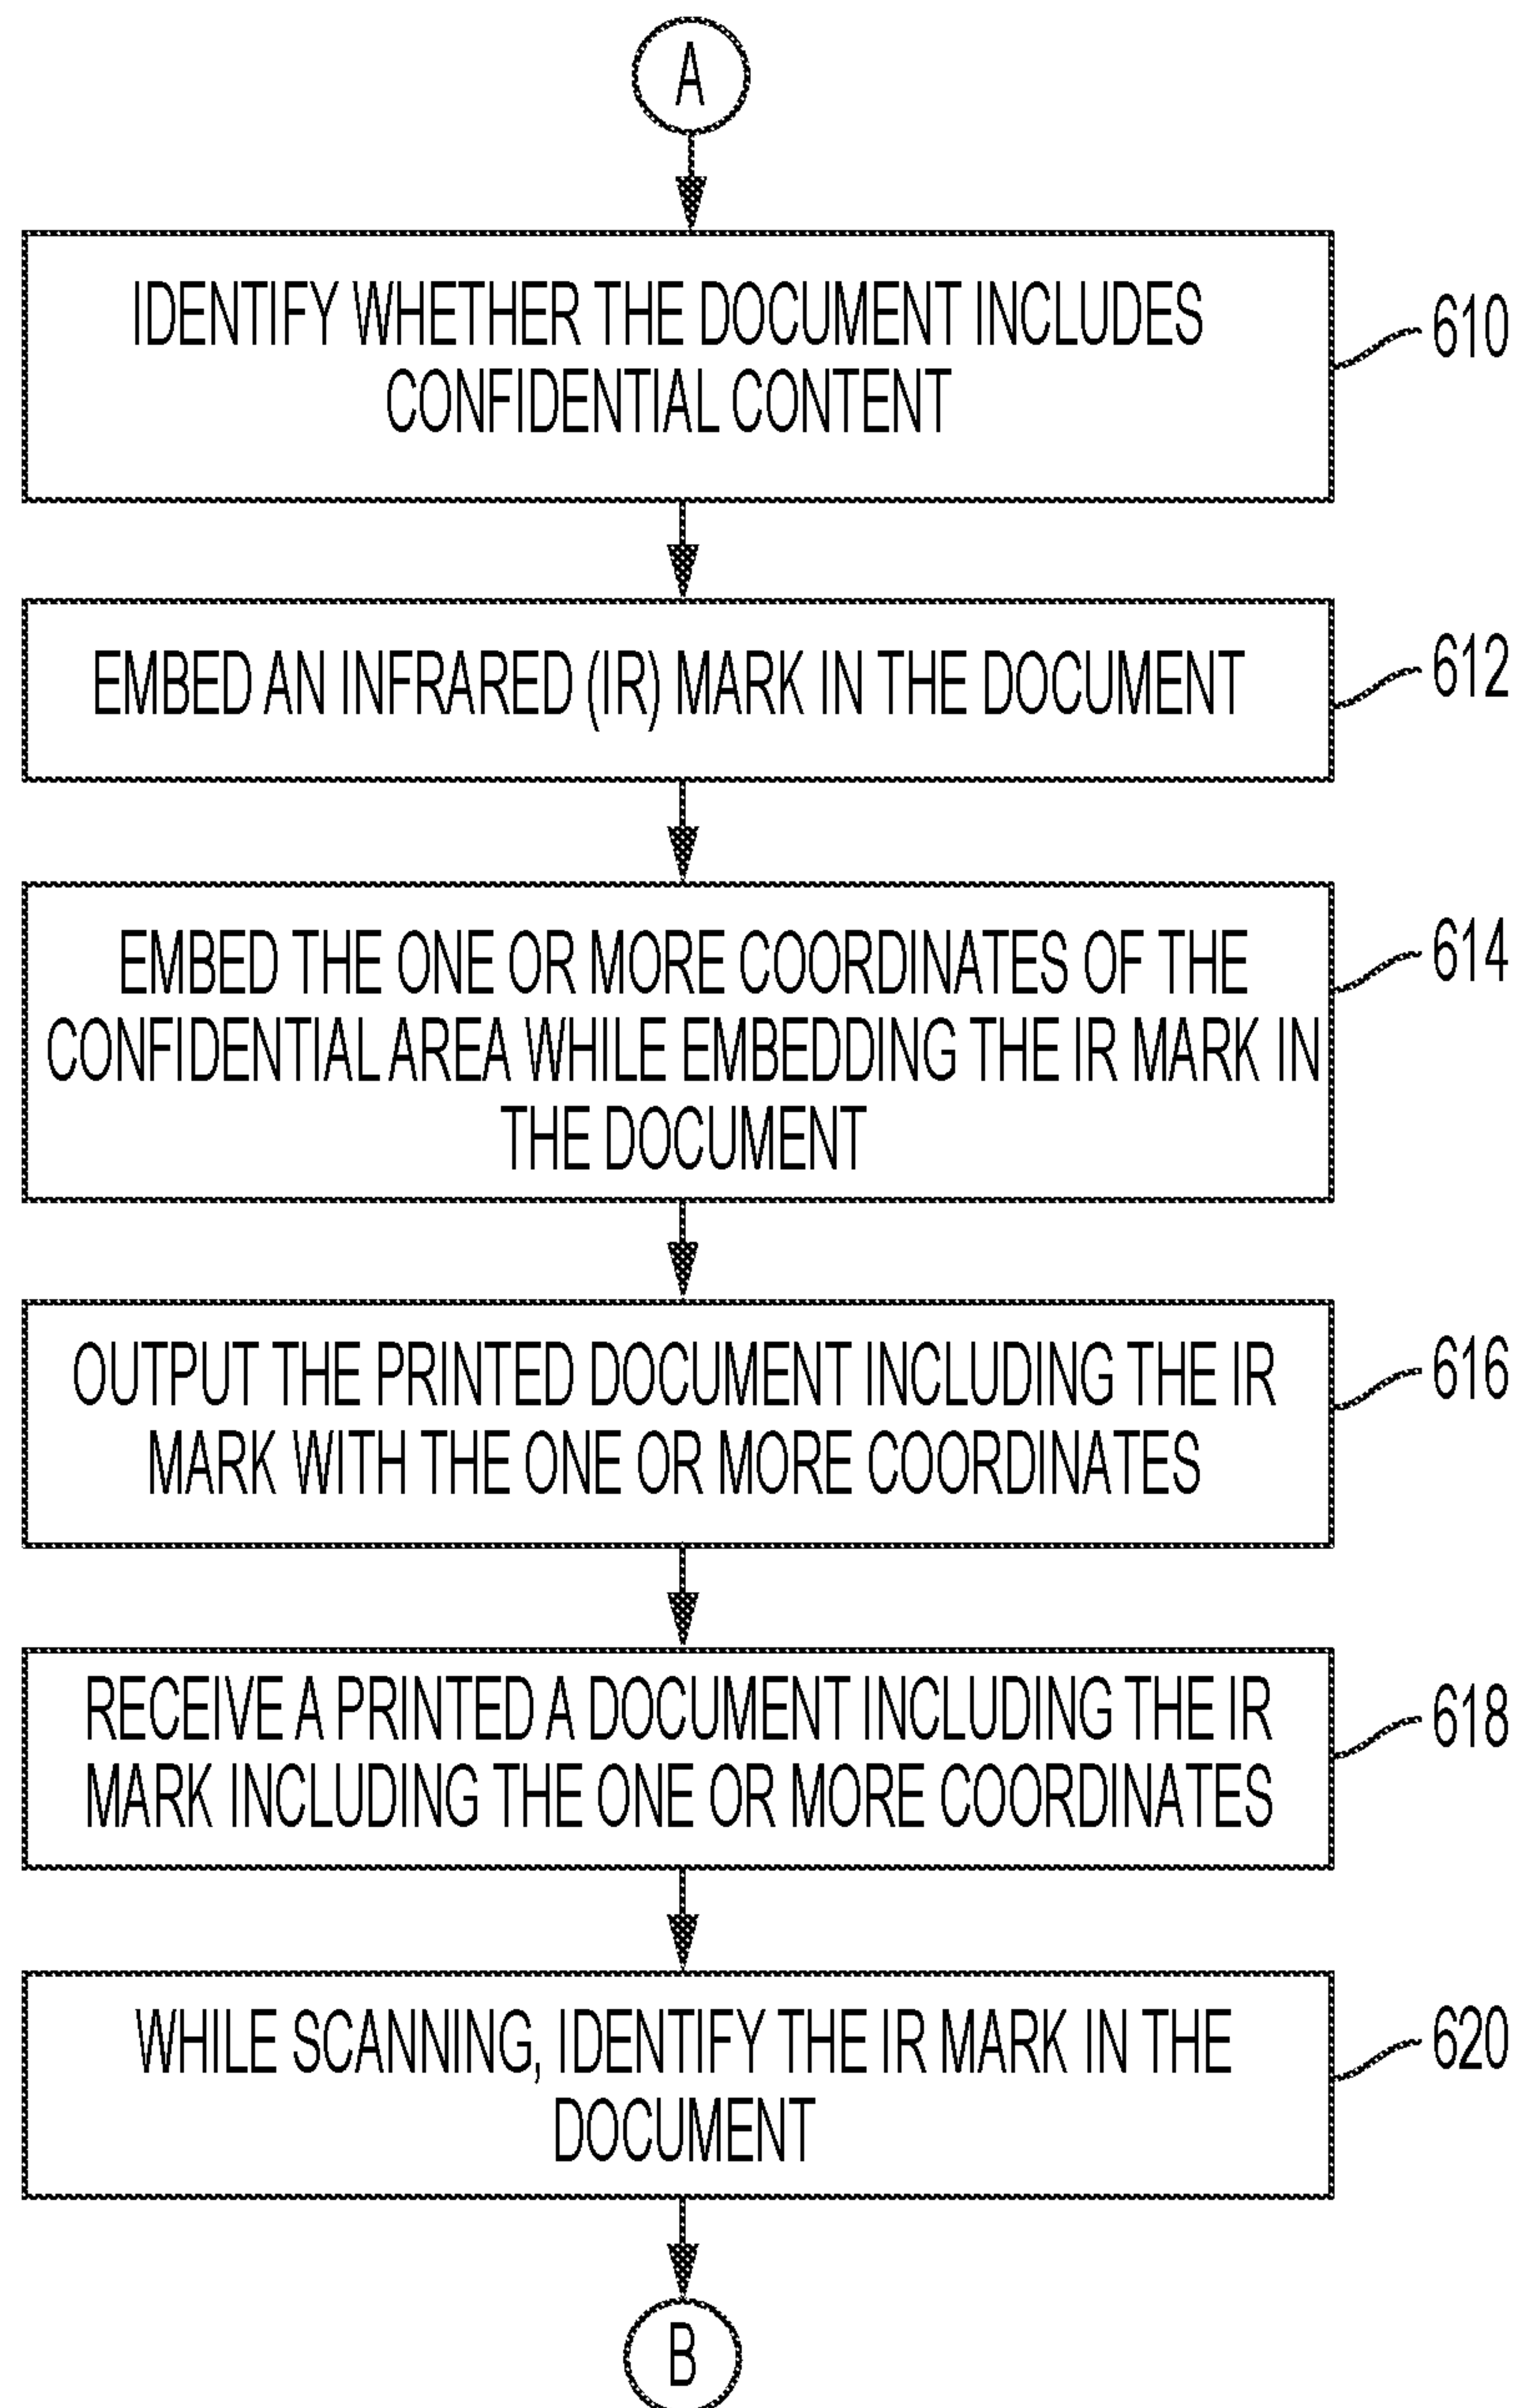 A
IDENTIFY WHETHER THE DOCUMENT INCLUDES
CONFIDENTIAL CONTENT
610
EMBED AN INFRARED (IR) MARK IN THE DOCUMENT
612
EMBED THE ONE OR MORE COORDINATES OF THE
CONFIDENTIAL AREA WHILE EMBEDDING THE IR MARK IN
THE DOCUMENT
614
OUTPUT THE PRINTED DOCUMENT INCLUDING THE IR
MARK WITH THE ONE OR MORE COORDINATES
616
RECEIVE A PRINTED A DOCUMENT INCLUDING THE IR
MARK INCLUDING THE ONE OR MORE COORDINATES
618
WHILE SCANNING, IDENTIFY THE IR MARK IN THE
DOCUMENT
620
B